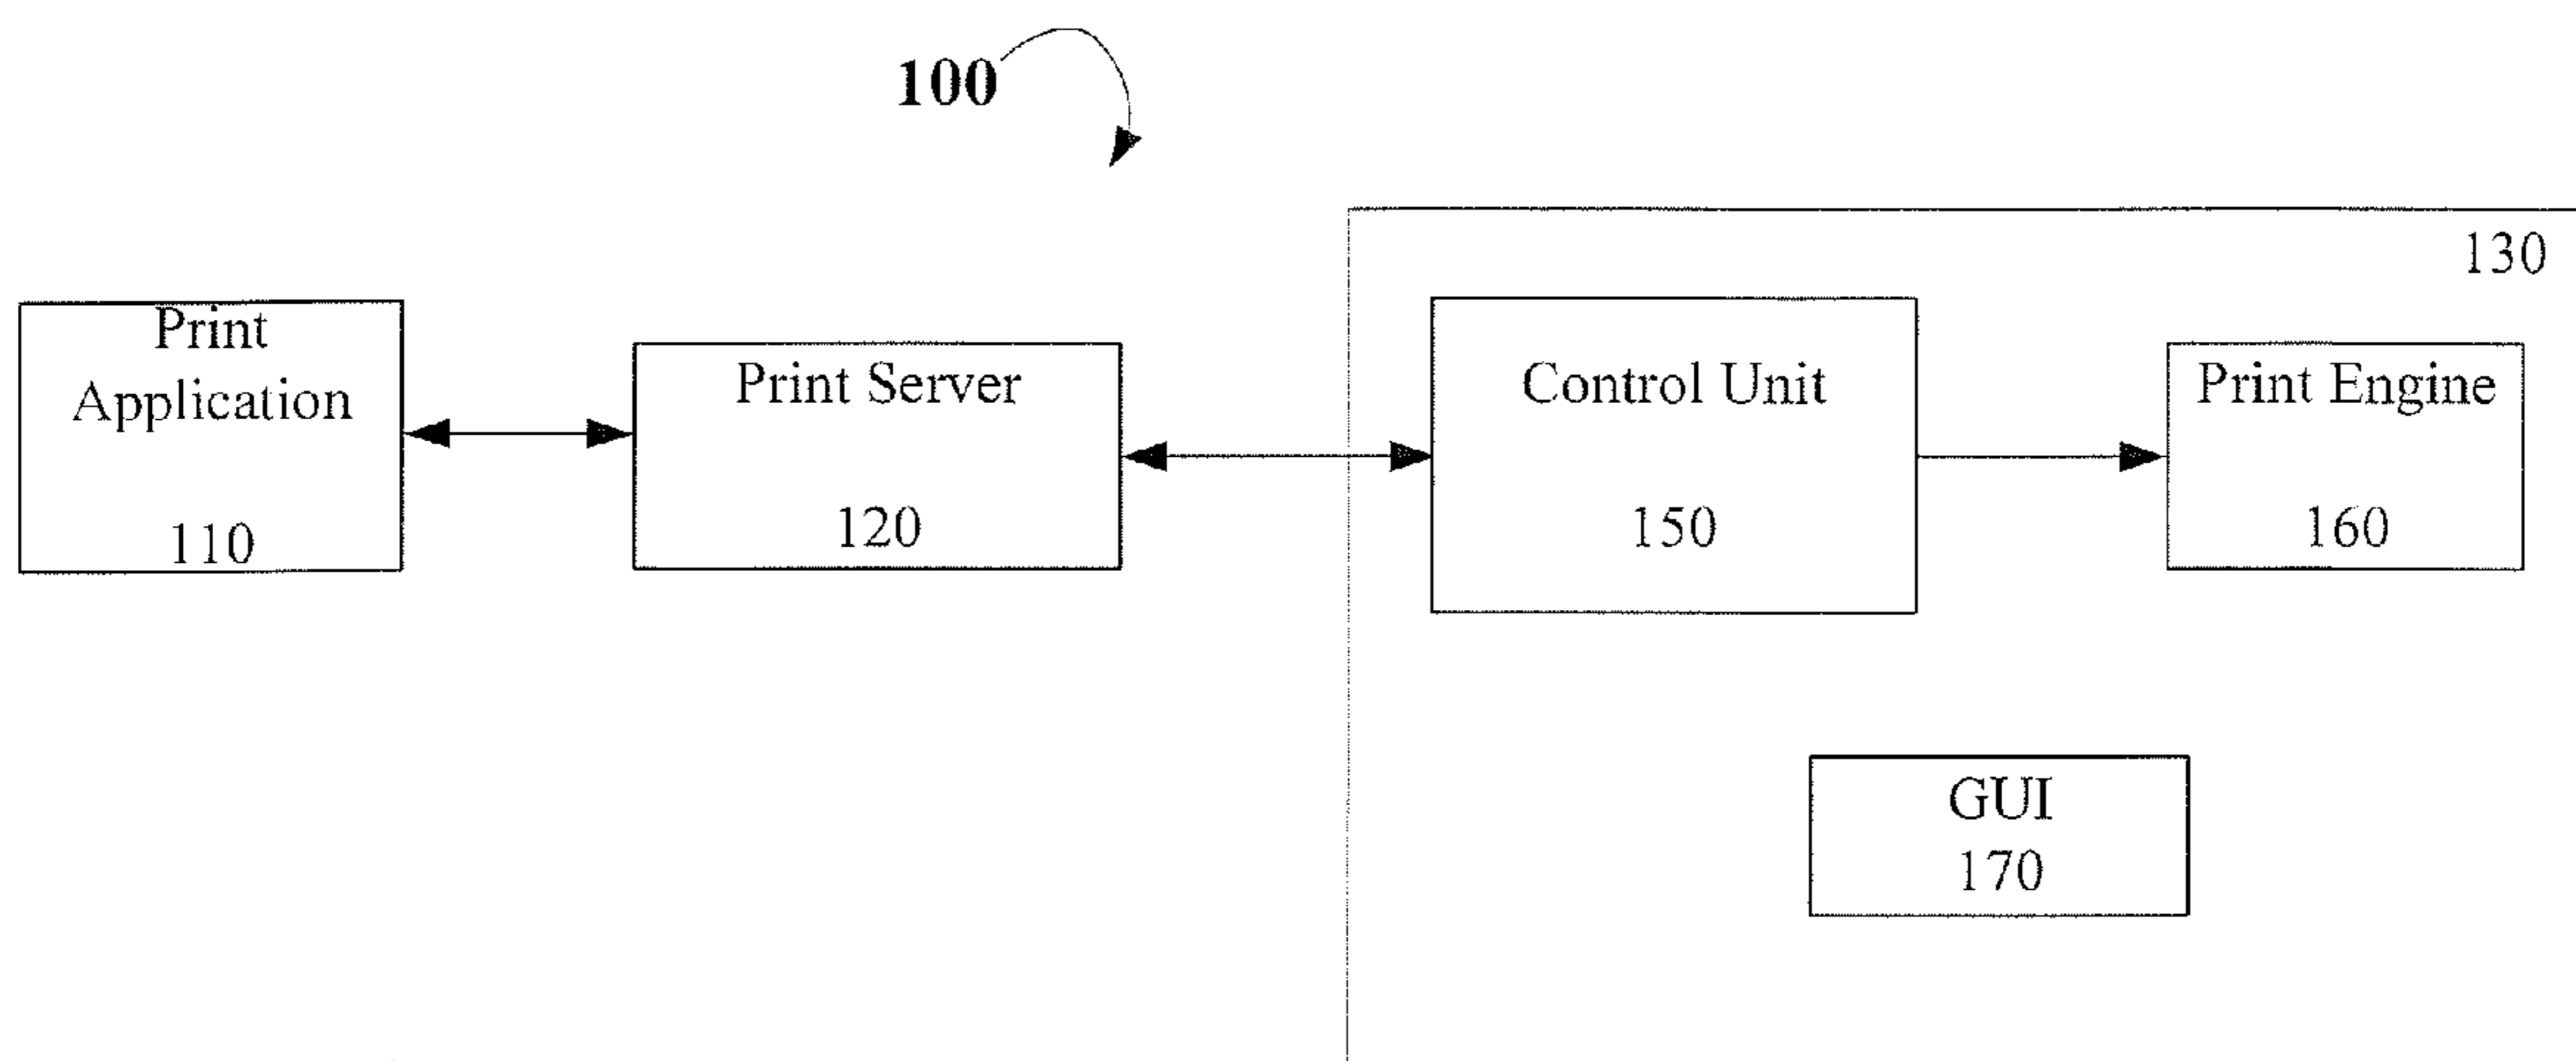 100
130
Print
Application
110
Print Server
120
Control Unit
150
Print Engine
160
GUI
170